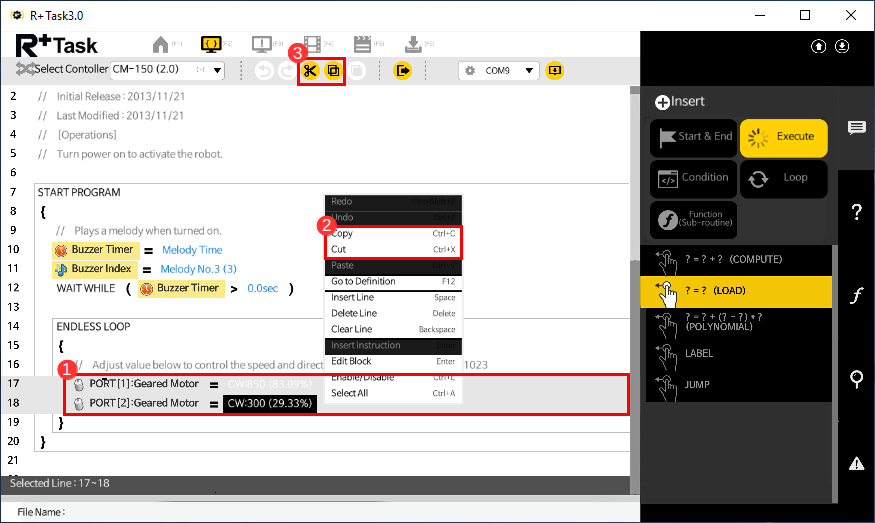 R+ Task3.0
R+Task
(F1)
{ } (F2)
(F3)
(F4)
(F5)
(F6)
3
Select Contoller CM-150 (2.0)
COM9
2 // Initial Release : 2013/11/21
3 // Last Modified : 2013/11/21
4 // [Operations]
5 // Turn power on to activate the robot.
6
7 START PROGRAM
8 {
9 // Plays a melody when turned on.
10 Buzzer Timer = Melody Time
11 Buzzer Index = Melody No.3 (3)
12 WAIT WHILE ( Buzzer Timer > 0.0sec )
13
14 ENDLESS LOOP
15 {
16 // Adjust value below to control the speed and direct 1023
1
17 PORT[1]:Geared Motor = CW:850 (83.09%)
18 PORT[2]:Geared Motor = CW:300 (29.33%)
19 }
20 }
21
Redo Ctrl+Shift+Z
Undo Ctrl+Z
2
Copy Ctrl+C
Cut Ctrl+X
Paste
Go to Definition F12
Insert Line Space
Delete Line Delete
Clear Line Backspace
Insert Instruction Enter
Edit Block Enter
Enable/Disable Ctrl+E
Select All Ctrl+A
Selected Line : 17~18
File Name :
Insert
Start & End
Execute
Condition
Loop
Function
(Sub-routine)
? = ? + ? (COMPUTE)
? = ? (LOAD)
? = ? + (? - ?) * ?
(POLYNOMIAL)
LABEL
JUMP
?
f